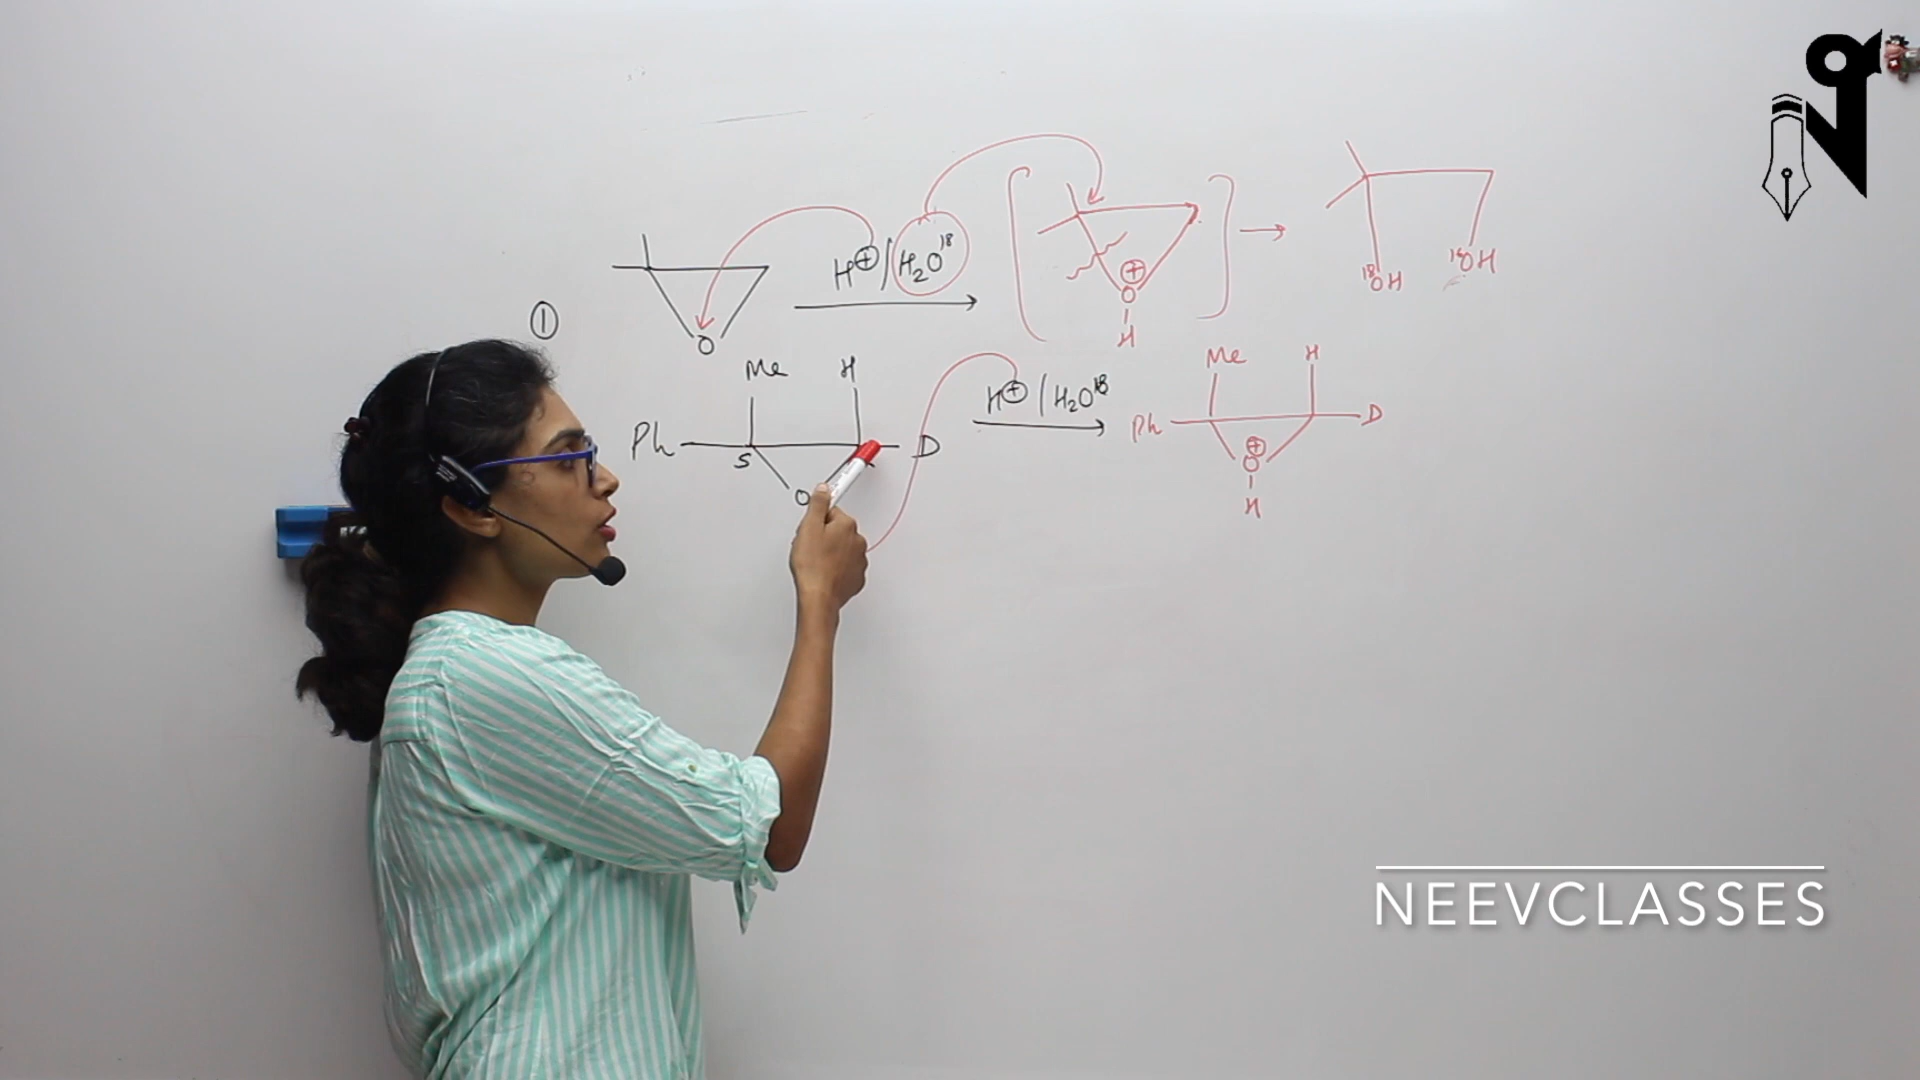 H⊕/H₂O¹⁸
⊕
O
H
¹⁸OH ¹⁸OH
①
O
Me H
Ph S D
O
H⊕/H₂O¹⁸
Me H
Ph D
⊕
O
H
NEEVCLASSES